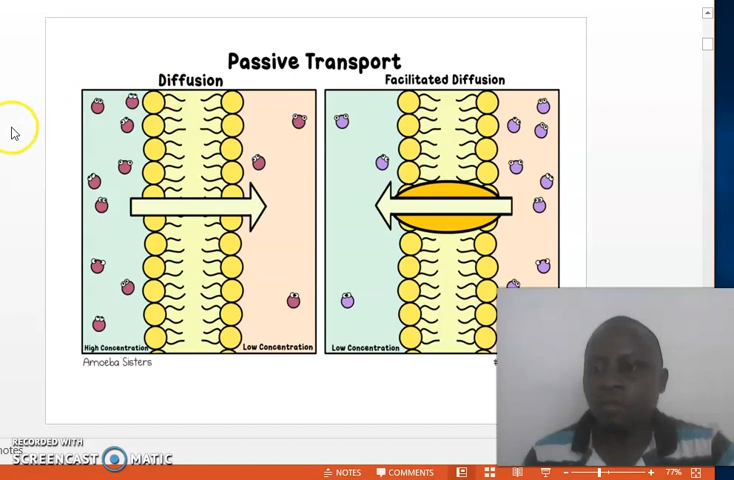 Passive Transport
Diffusion
Facilitated Diffusion
High Concentration
Low Concentration
Low Concentration
Amoeba Sisters
RECORDED WITH
SCREENCAST MATIC
notes
NOTES
COMMENTS
77%